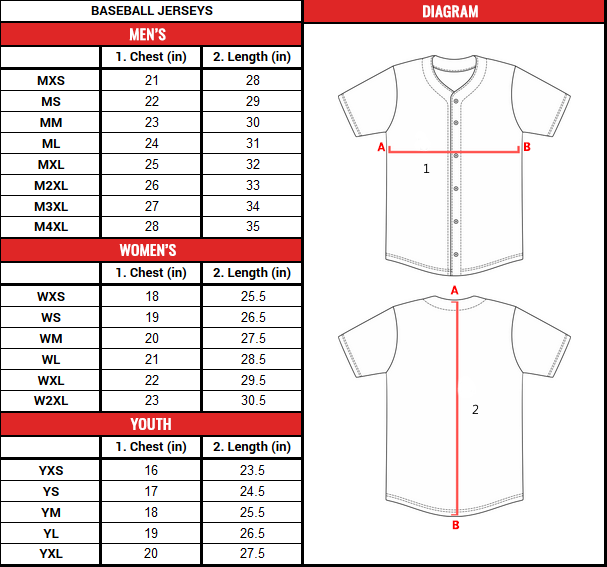 BASEBALL JERSEYS
MEN'S
1. Chest (in) 2. Length (in)
MXS 21 28
MS 22 29
MM 23 30
ML 24 31
MXL 25 32
M2XL 26 33
M3XL 27 34
M4XL 28 35
WOMEN'S
1. Chest (in) 2. Length (in)
WXS 18 25.5
WS 19 26.5
WM 20 27.5
WL 21 28.5
WXL 22 29.5
W2XL 23 30.5
YOUTH
1. Chest (in) 2. Length (in)
YXS 16 23.5
YS 17 24.5
YM 18 25.5
YL 19 26.5
YXL 20 27.5
DIAGRAM
A B
1
A
2
B